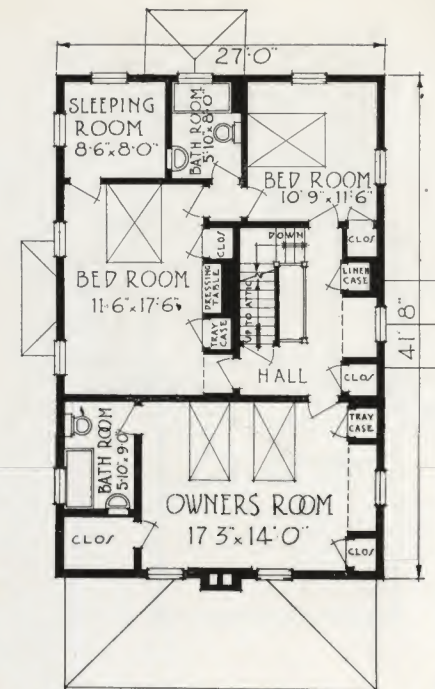 27'·0"
SLEEPING
ROOM
8·6"x8·0"
BATH ROOM
5'·10"x8·0"
BED ROOM
10'9"x11'6"
DOWN
CLOS
CLOS
BED ROOM
11·6"x17'6"
DRESSING
TABLE
UP TO ATTIC
LINEN
CASE
41'·8"
TRAY
CASE
HALL
CLOS
BATH ROOM
5'·10"x9'·0"
TRAY
CASE
OWNERS ROOM
17'3"x14'·0"
CLOS
CLOS